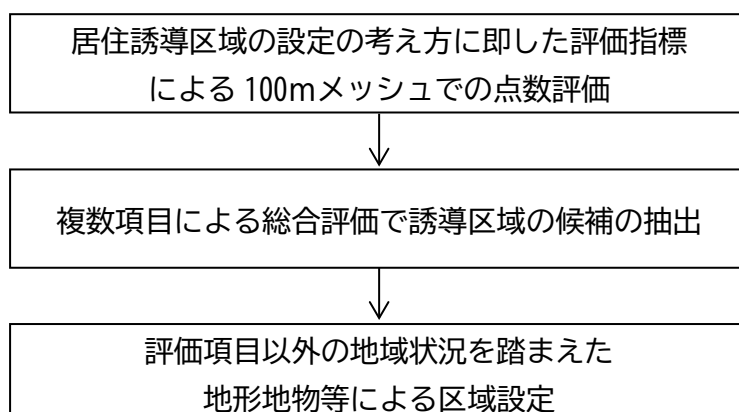 居住誘導区域の設定の考え方に即した評価指標
による 100mメッシュでの点数評価
複数項目による総合評価で誘導区域の候補の抽出
評価項目以外の地域状況を踏まえた
地形地物等による区域設定